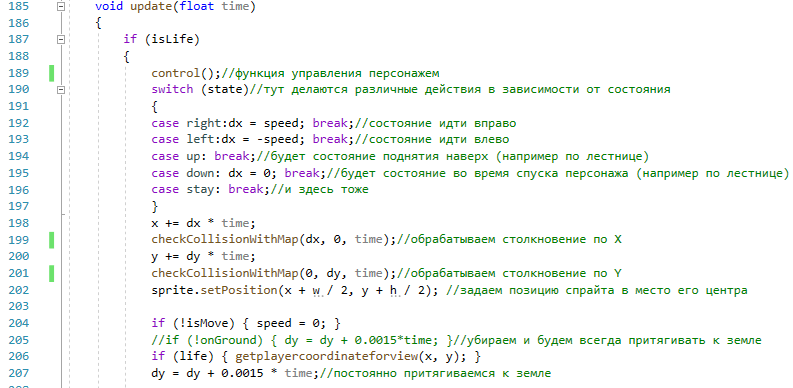 185 void update(float time)
186 {
187 if (isLife)
188 {
189 control();//функция управления персонажем
190 switch (state)//тут делаются различные действия в зависимости от состояния
191 {
192 case right:dx = speed; break;//состояние идти вправо
193 case left:dx = -speed; break;//состояние идти влево
194 case up: break;//будет состояние поднятия наверх (например по лестнице)
195 case down: dx = 0; break;//будет состояние во время спуска персонажа (например по лестнице)
196 case stay: break;//и здесь тоже
197 }
198 x += dx * time;
199 checkCollisionWithMap(dx, 0, time);//обрабатываем столкновение по Х
200 y += dy * time;
201 checkCollisionWithMap(0, dy, time);//обрабатываем столкновение по Y
202 sprite.setPosition(x + w / 2, y + h / 2); //задаем позицию спрайта в место его центра
203
204 if (!isMove) { speed = 0; }
205 //if (!onGround) { dy = dy + 0.0015*time; }//убираем и будем всегда притягивать к земле
206 if (life) { getplayercoordinateforview(x, y); }
207 dy = dy + 0.0015 * time;//постоянно притягиваемся к земле